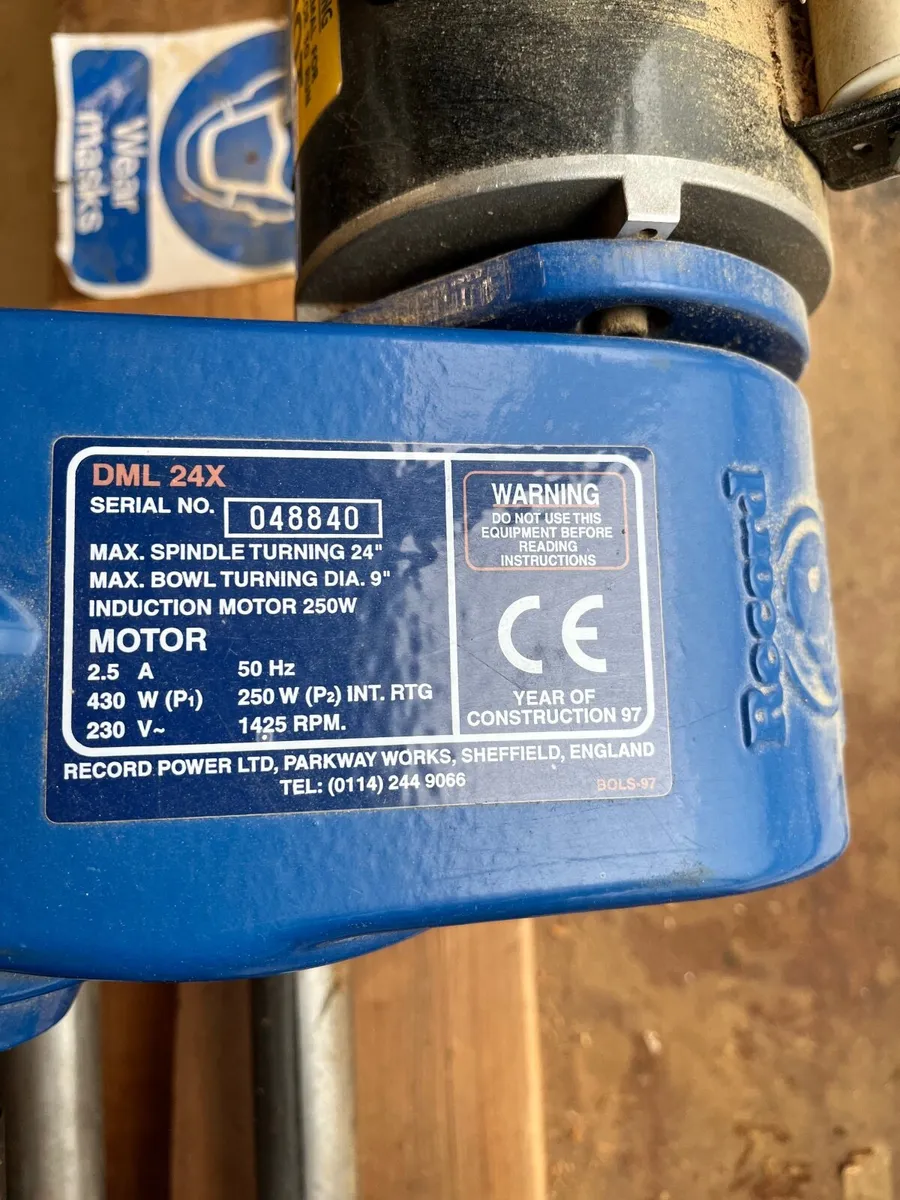 Wear
masks
DML 24X
SERIAL NO. 048840
MAX. SPINDLE TURNING 24"
MAX. BOWL TURNING DIA. 9"
INDUCTION MOTOR 250W
MOTOR
2.5 A 50 Hz
430 W (P1) 250 W (P2) INT. RTG
230 V~ 1425 RPM.
WARNING
DO NOT USE THIS
EQUIPMENT BEFORE
READING
INSTRUCTIONS
CE
YEAR OF
CONSTRUCTION 97
RECORD POWER LTD, PARKWAY WORKS, SHEFFIELD, ENGLAND
TEL: (0114) 244 9066
BOLS-97
Record